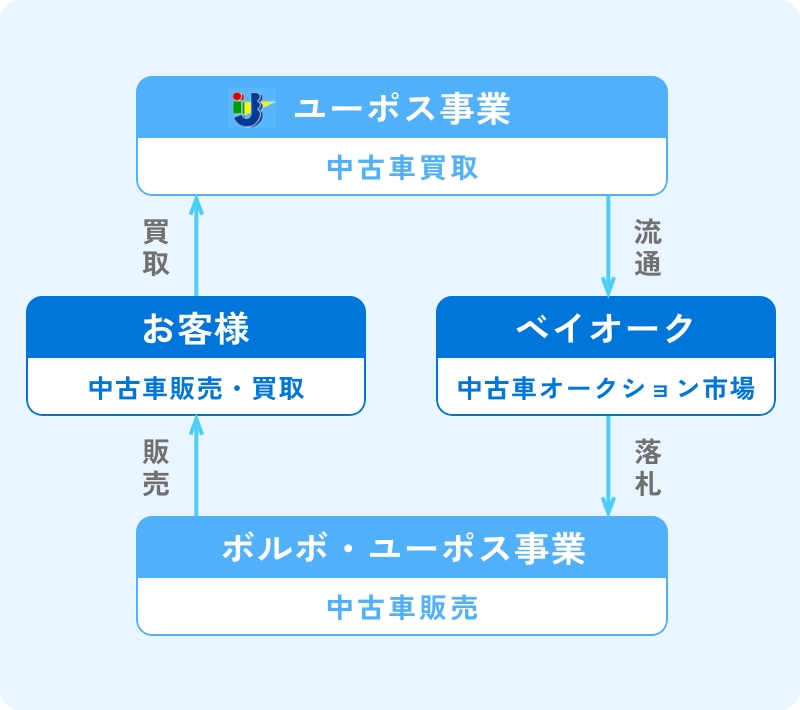 ユーポス事業
中古車買取
買取
流通
お客様
中古車販売・買取
ベイオーク
中古車オークション市場
販売
落札
ボルボ・ユーポス事業
中古車販売